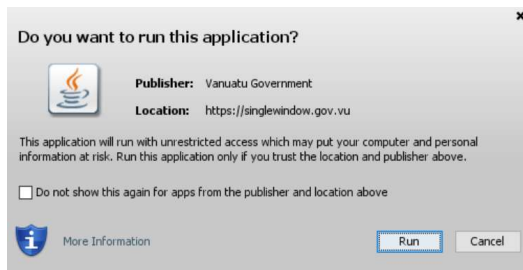 Do you want to run this application?
Publisher: Vanuatu Government
Location: https://singlewindow.gov.vu
This application will run with unrestricted access which may put your computer and personal
information at risk. Run this application only if you trust the location and publisher above.
Do not show this again for apps from the publisher and location above
More Information
Run
Cancel